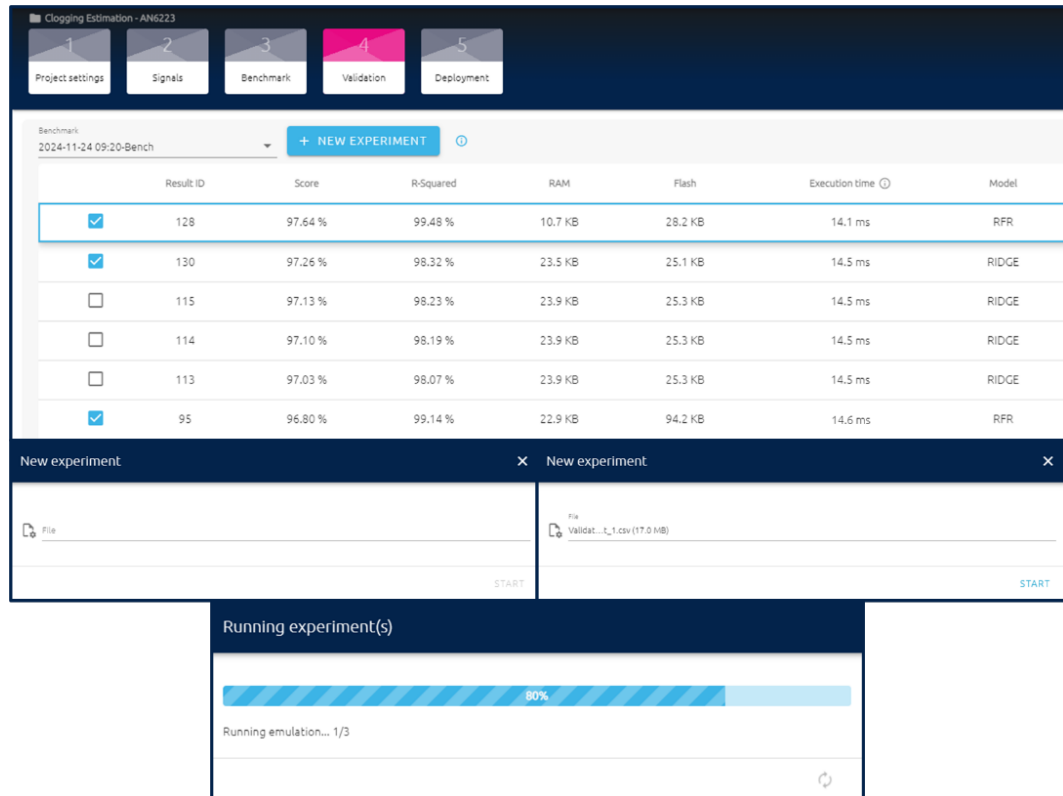 Clogging Estimation - AN6223
1 2 3 4 5
Project settings Signals Benchmark Validation Deployment
Benchmark
2024-11-24 09:20-Bench + NEW EXPERIMENT
Result ID Score R-Squared RAM Flash Execution time Model
128 97.64 % 99.48 % 10.7 KB 28.2 KB 14.1 ms RFR
130 97.26 % 98.32 % 23.5 KB 25.1 KB 14.5 ms RIDGE
115 97.13 % 98.23 % 23.9 KB 25.3 KB 14.5 ms RIDGE
114 97.10 % 98.19 % 23.9 KB 25.3 KB 14.5 ms RIDGE
113 97.03 % 98.07 % 23.9 KB 25.3 KB 14.5 ms RIDGE
95 96.80 % 99.14 % 22.9 KB 94.2 KB 14.6 ms RFR
New experiment
File
START
New experiment
File
Validat...t_1.csv (17.0 MB)
START
Running experiment(s)
80%
Running emulation... 1/3